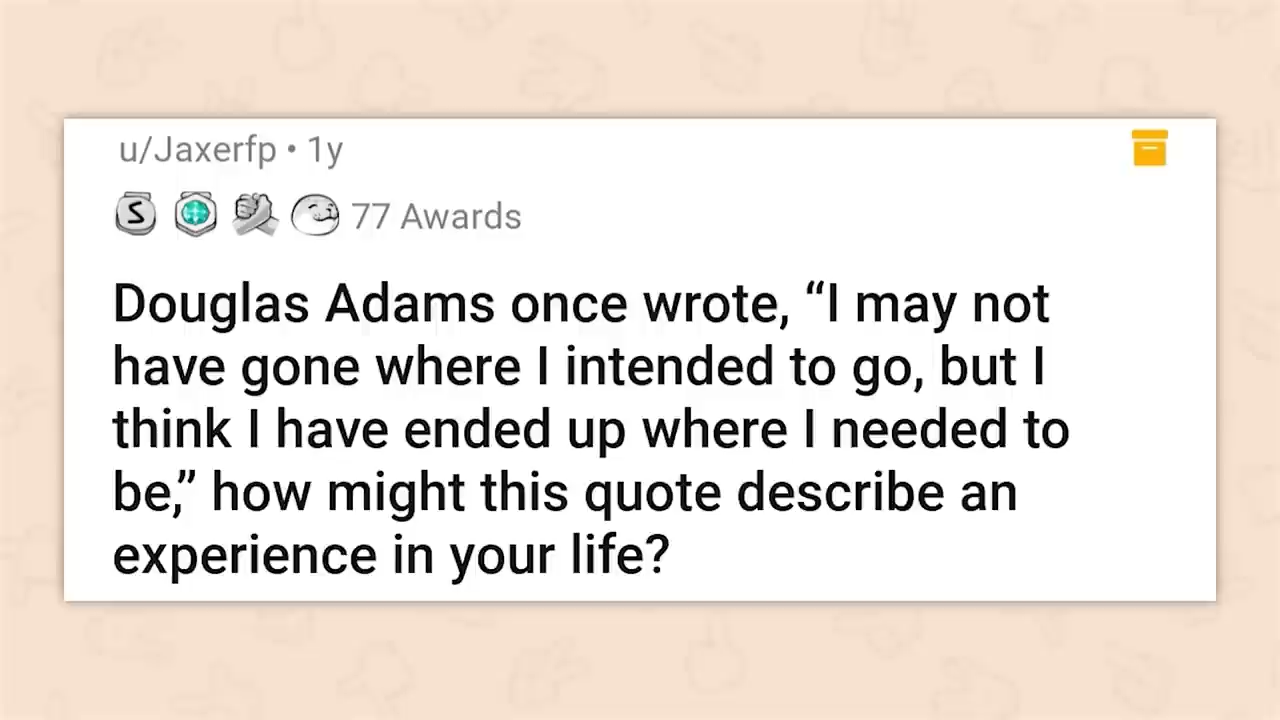 u/Jaxerfp • 1y
77 Awards
Douglas Adams once wrote, “I may not
have gone where I intended to go, but I
think I have ended up where I needed to
be,” how might this quote describe an
experience in your life?